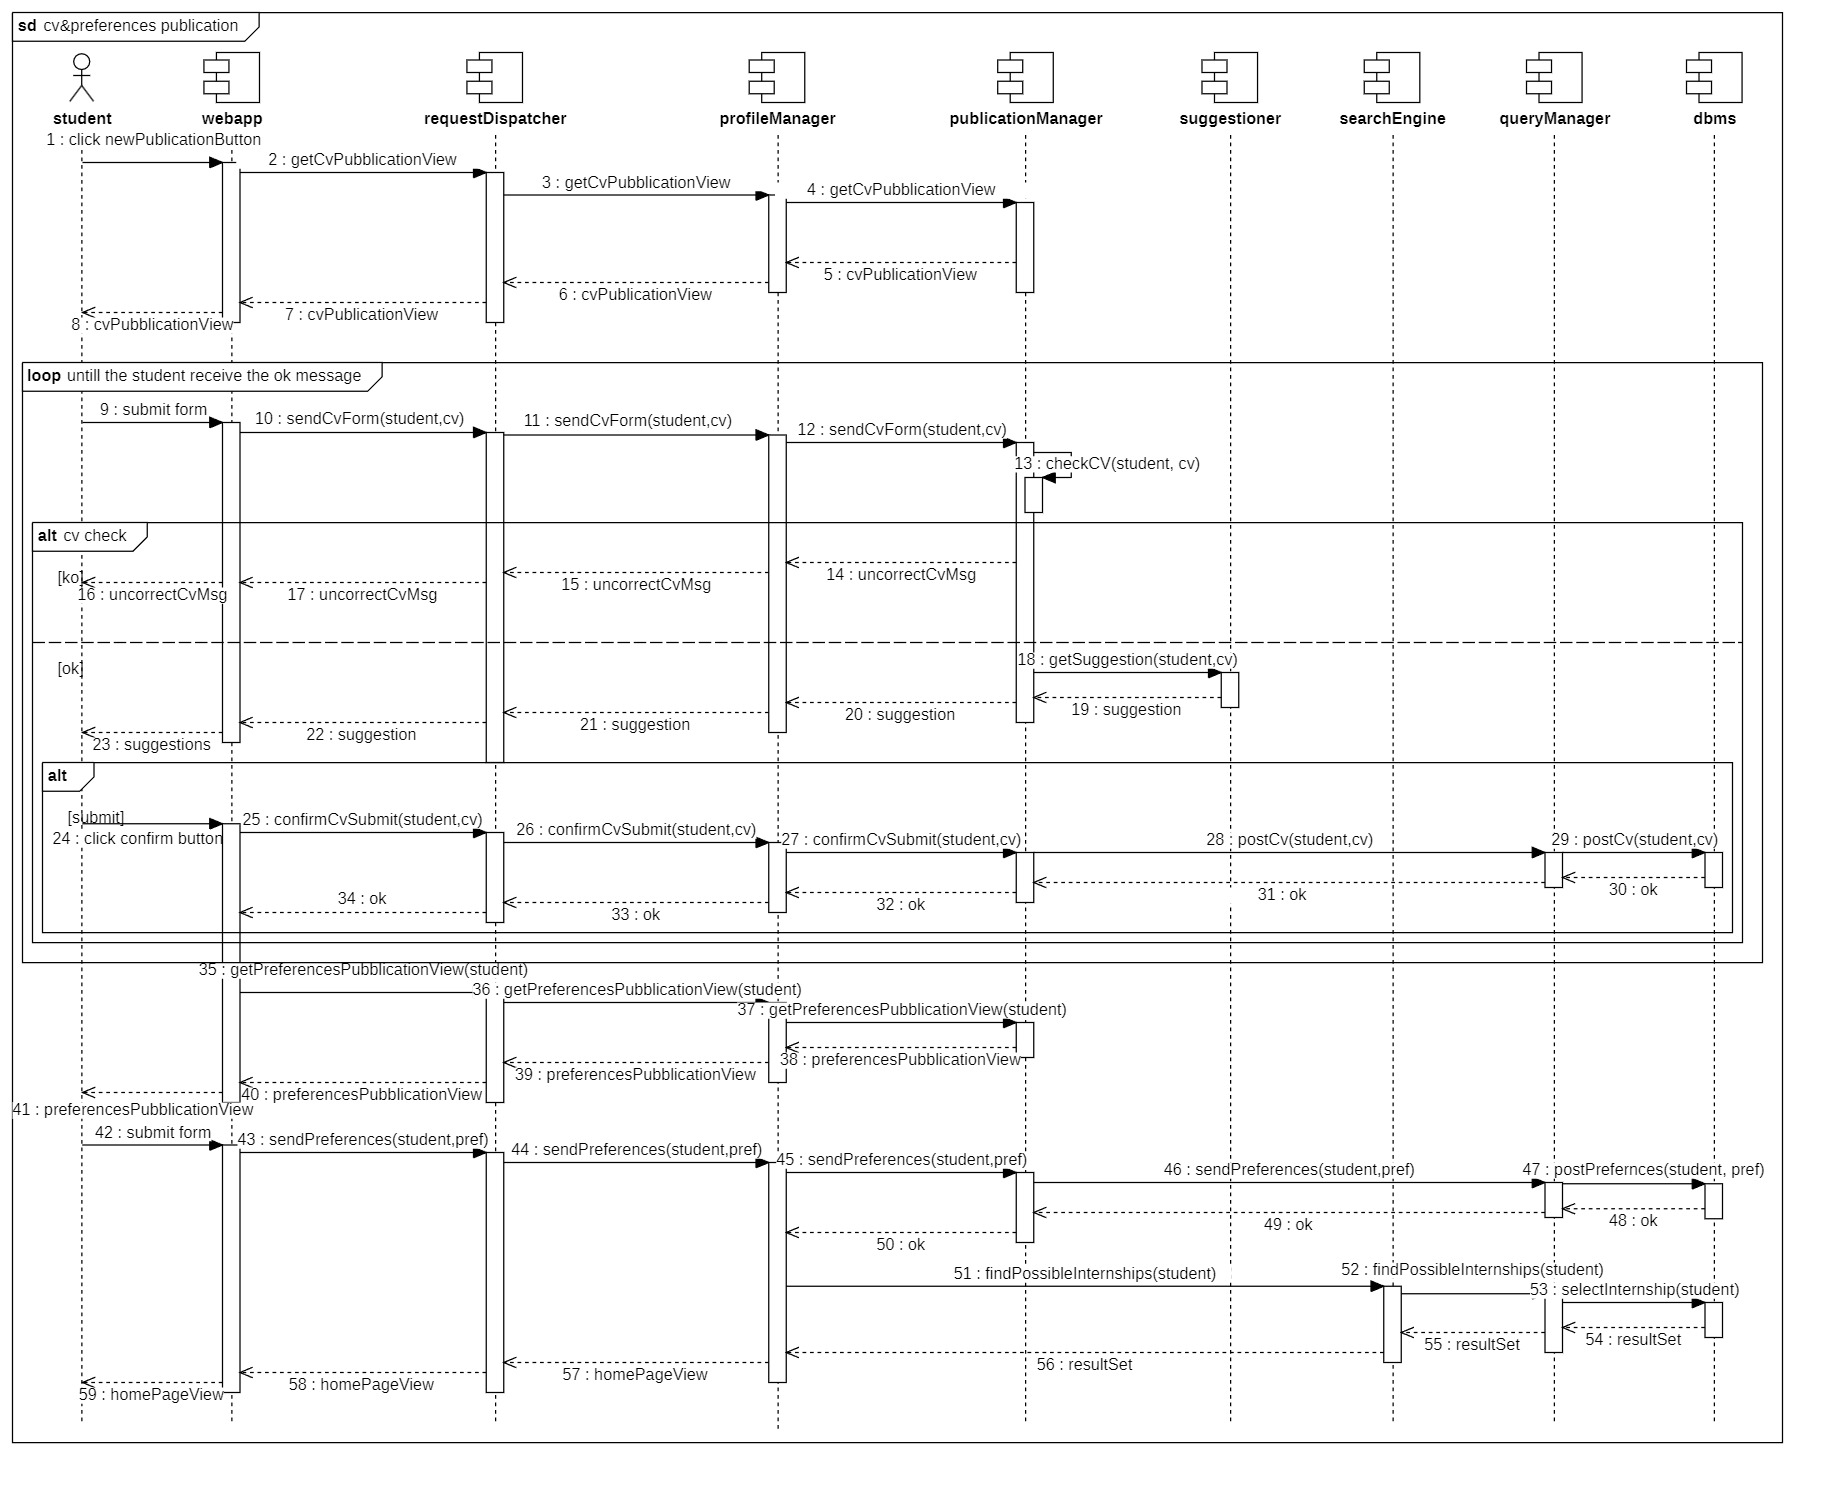 sd cv&preferences publication
student
webapp
requestDispatcher
profileManager
publicationManager
suggestioner
searchEngine
queryManager
dbms
1 : click newPublicationButton
2 : getCvPubblicationView
3 : getCvPubblicationView
4 : getCvPubblicationView
5 : cvPublicationView
6 : cvPublicationView
7 : cvPublicationView
8 : cvPubblicationView
loop untill the student receive the ok message
9 : submit form
10 : sendCvForm(student,cv)
11 : sendCvForm(student,cv)
12 : sendCvForm(student,cv)
13 : checkCV(student, cv)
alt cv check
[ko]
14 : uncorrectCvMsg
15 : uncorrectCvMsg
16 : uncorrectCvMsg
17 : uncorrectCvMsg
[ok]
18 : getSuggestion(student,cv)
19 : suggestion
20 : suggestion
21 : suggestion
22 : suggestion
23 : suggestions
alt
[submit]
24 : click confirm button
25 : confirmCvSubmit(student,cv)
26 : confirmCvSubmit(student,cv)
27 : confirmCvSubmit(student,cv)
28 : postCv(student,cv)
29 : postCv(student,cv)
30 : ok
31 : ok
32 : ok
33 : ok
34 : ok
35 : getPreferencesPubblicationView(student)
36 : getPreferencesPubblicationView(student)
37 : getPreferencesPubblicationView(student)
38 : preferencesPubblicationView
39 : preferencesPubblicationView
40 : preferencesPubblicationView
41 : preferencesPubblicationView
42 : submit form
43 : sendPreferences(student,pref)
44 : sendPreferences(student,pref)
45 : sendPreferences(student,pref)
46 : sendPreferences(student,pref)
47 : postPrefernces(student, pref)
48 : ok
49 : ok
50 : ok
51 : findPossibleInternships(student)
52 : findPossibleInternships(student)
53 : selectInternship(student)
54 : resultSet
55 : resultSet
56 : resultSet
57 : homePageView
58 : homePageView
59 : homePageView